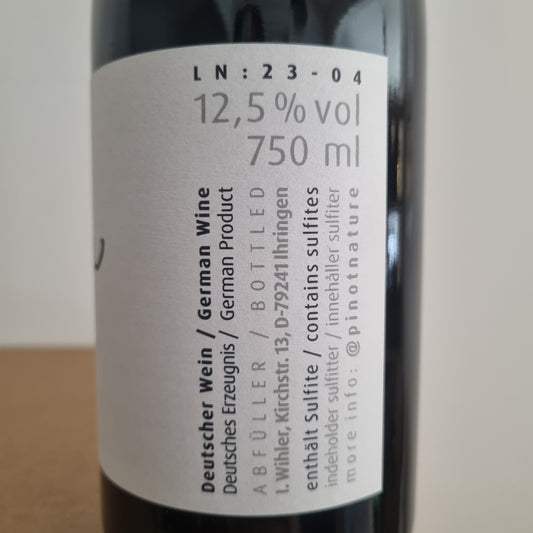 LN:23-04
12,5 % vol
750 ml
Deutscher Wein / German Wine
Deutsches Erzeugnis / German Product
ABFÜLLER / BOTTLED
I. Wihler, Kirchstr. 13, D-79241 Ihringen
enthält Sulfite / contains sulfites
indeholder sulfitter / innehåller sulfiter
more info: @pinotnature